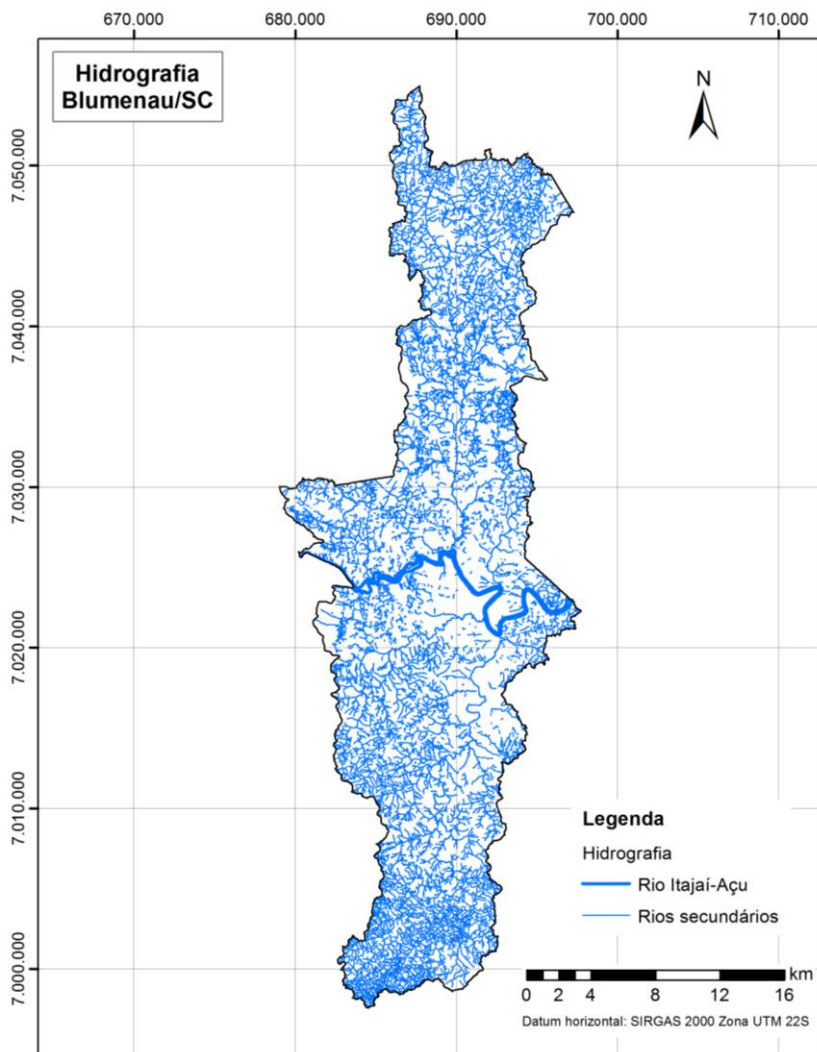 670.000
680.000
690.000
700.000
710.000
Hidrografia
Blumenau/SC
N
7.050.000
7.040.000
7.030.000
7.020.000
7.010.000
7.000.000
Legenda
Hidrografia
Rio Itajaí-Açu
Rios secundários
km
0 2 4 8 12 16
Datum horizontal: SIRGAS 2000 Zona UTM 22S